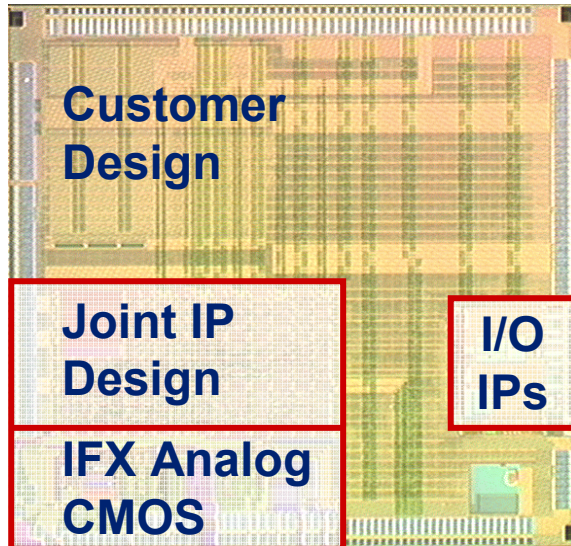 Customer
Design
Joint IP
Design
I/O
IPs
IFX Analog
CMOS